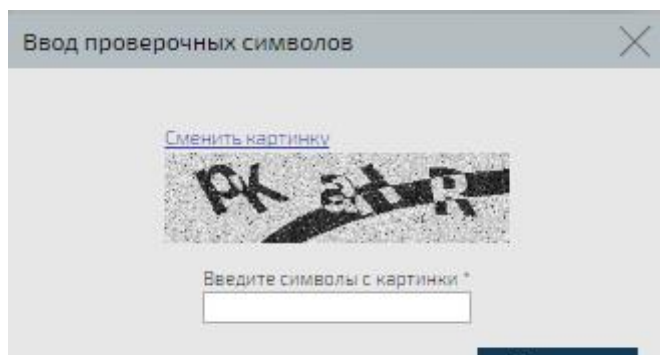 Ввод проверочных символов
Сменить картинку
Введите символы с картинки *